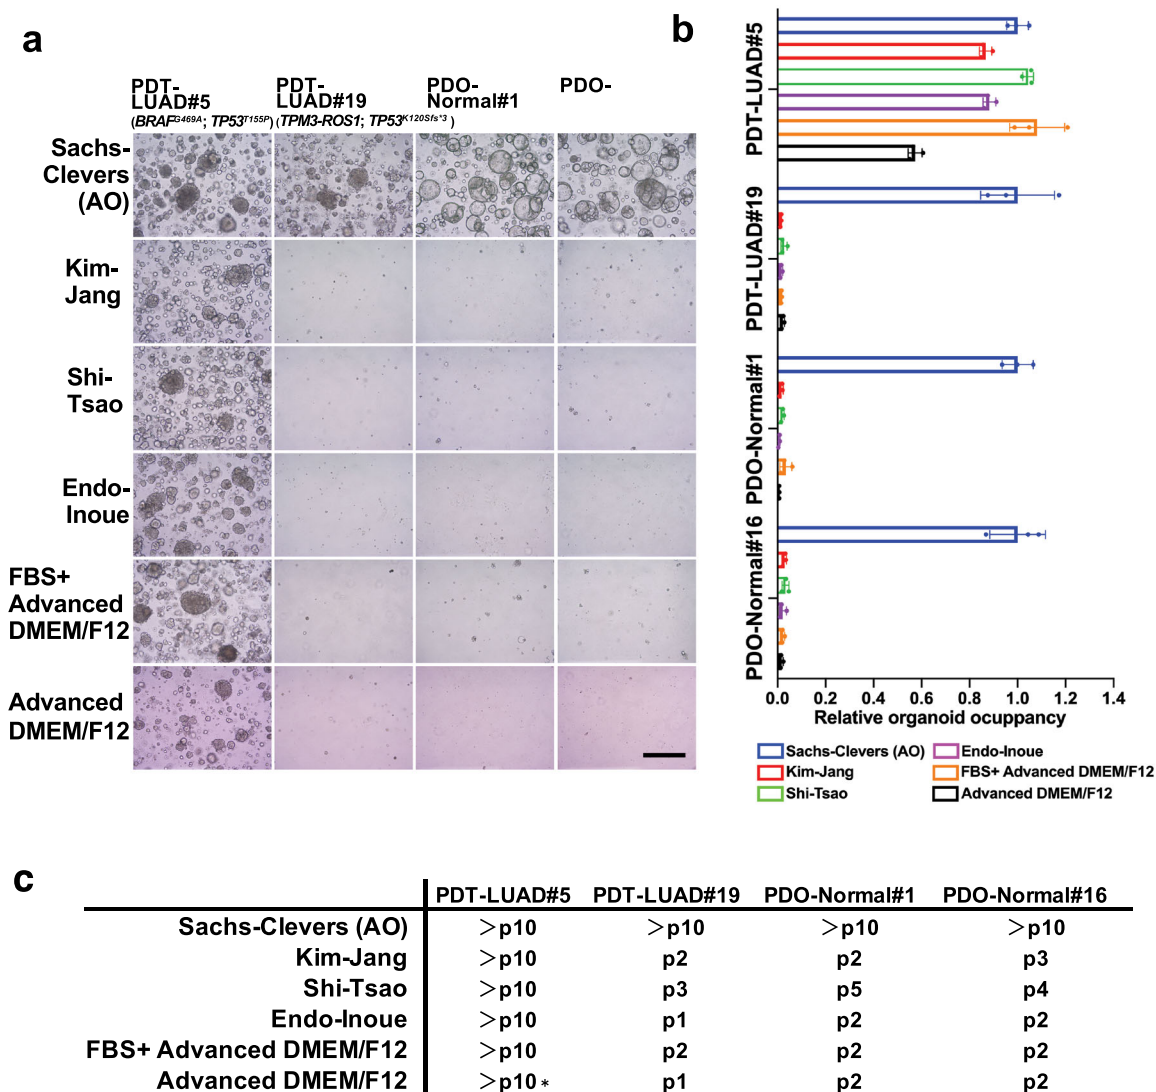 a
PDT-
LUAD#5
(BRAFG469A; TP53T155P)
PDT-
LUAD#19
(TPM3-ROS1; TP53K120Sfs*3 )
PDO-
Normal#1
PDO-
Sachs-
Clevers
(AO)
Kim-
Jang
Shi-
Tsao
Endo-
Inoue
FBS+
Advanced
DMEM/F12
Advanced
DMEM/F12
b
PDT-LUAD#5
PDT-LUAD#19
PDO-Normal#1
PDO-Normal#16
0.0 0.2 0.4 0.6 0.8 1.0 1.2 1.4
Relative organoid ocuppancy
Sachs-Clevers (AO) Endo-Inoue
Kim-Jang FBS+ Advanced DMEM/F12
Shi-Tsao Advanced DMEM/F12
c
PDT-LUAD#5 PDT-LUAD#19 PDO-Normal#1 PDO-Normal#16
Sachs-Clevers (AO) >p10 >p10 >p10 >p10
Kim-Jang >p10 p2 p2 p3
Shi-Tsao >p10 p3 p5 p4
Endo-Inoue >p10 p1 p2 p2
FBS+ Advanced DMEM/F12 >p10 p2 p2 p2
Advanced DMEM/F12 >p10 * p1 p2 p2